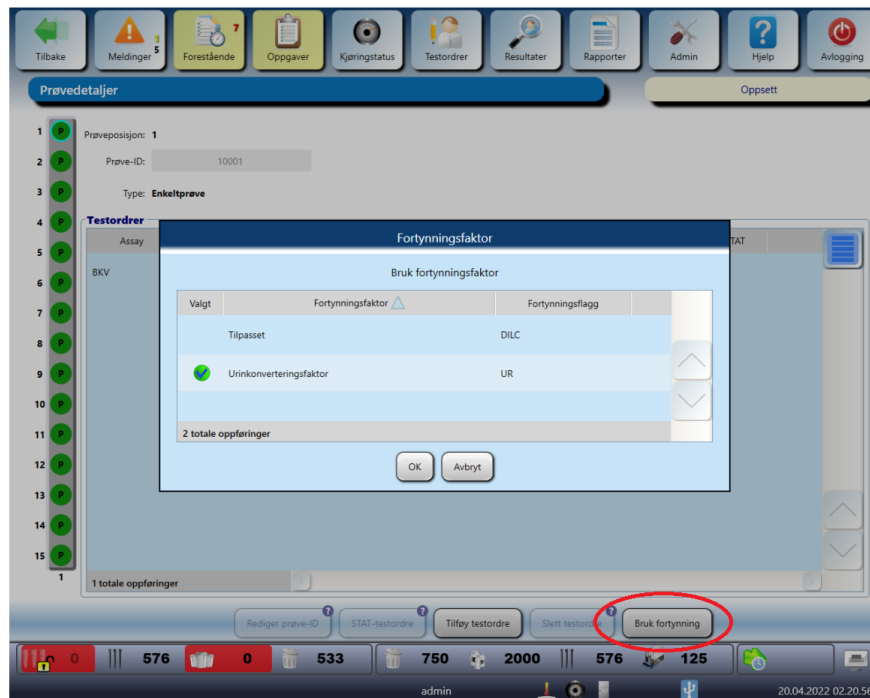 Tilbake
Meldinger
1
5
Forestående
7
Oppgaver
Kjøringstatus
Testordrer
Resultater
Rapporter
Admin
Hjelp
Avlogging
Prøvedetaljer
Oppsett
1 P Prøveposisjon: 1
2 P Prøve-ID: 10001
3 P Type: Enkeltprøve
4 P Testordrer
Assay
TAT
5 P
BKV
6 P
7 P
8 P
9 P
10 P
11 P
12 P
13 P
14 P
15 P
1
Fortynningsfaktor
Bruk fortynningsfaktor
Valgt Fortynningsfaktor Fortynningsflagg
Tilpasset DILC
Urinkonverteringsfaktor UR
2 totale oppføringer
OK Avbryt
1 totale oppføringer
Rediger prøve-ID ? STAT-testordre ? Tilføy testordre Slett testordre ? Bruk fortynning
0 576 0 533 750 2000 576 125
admin
20.04.2022 02.20.56